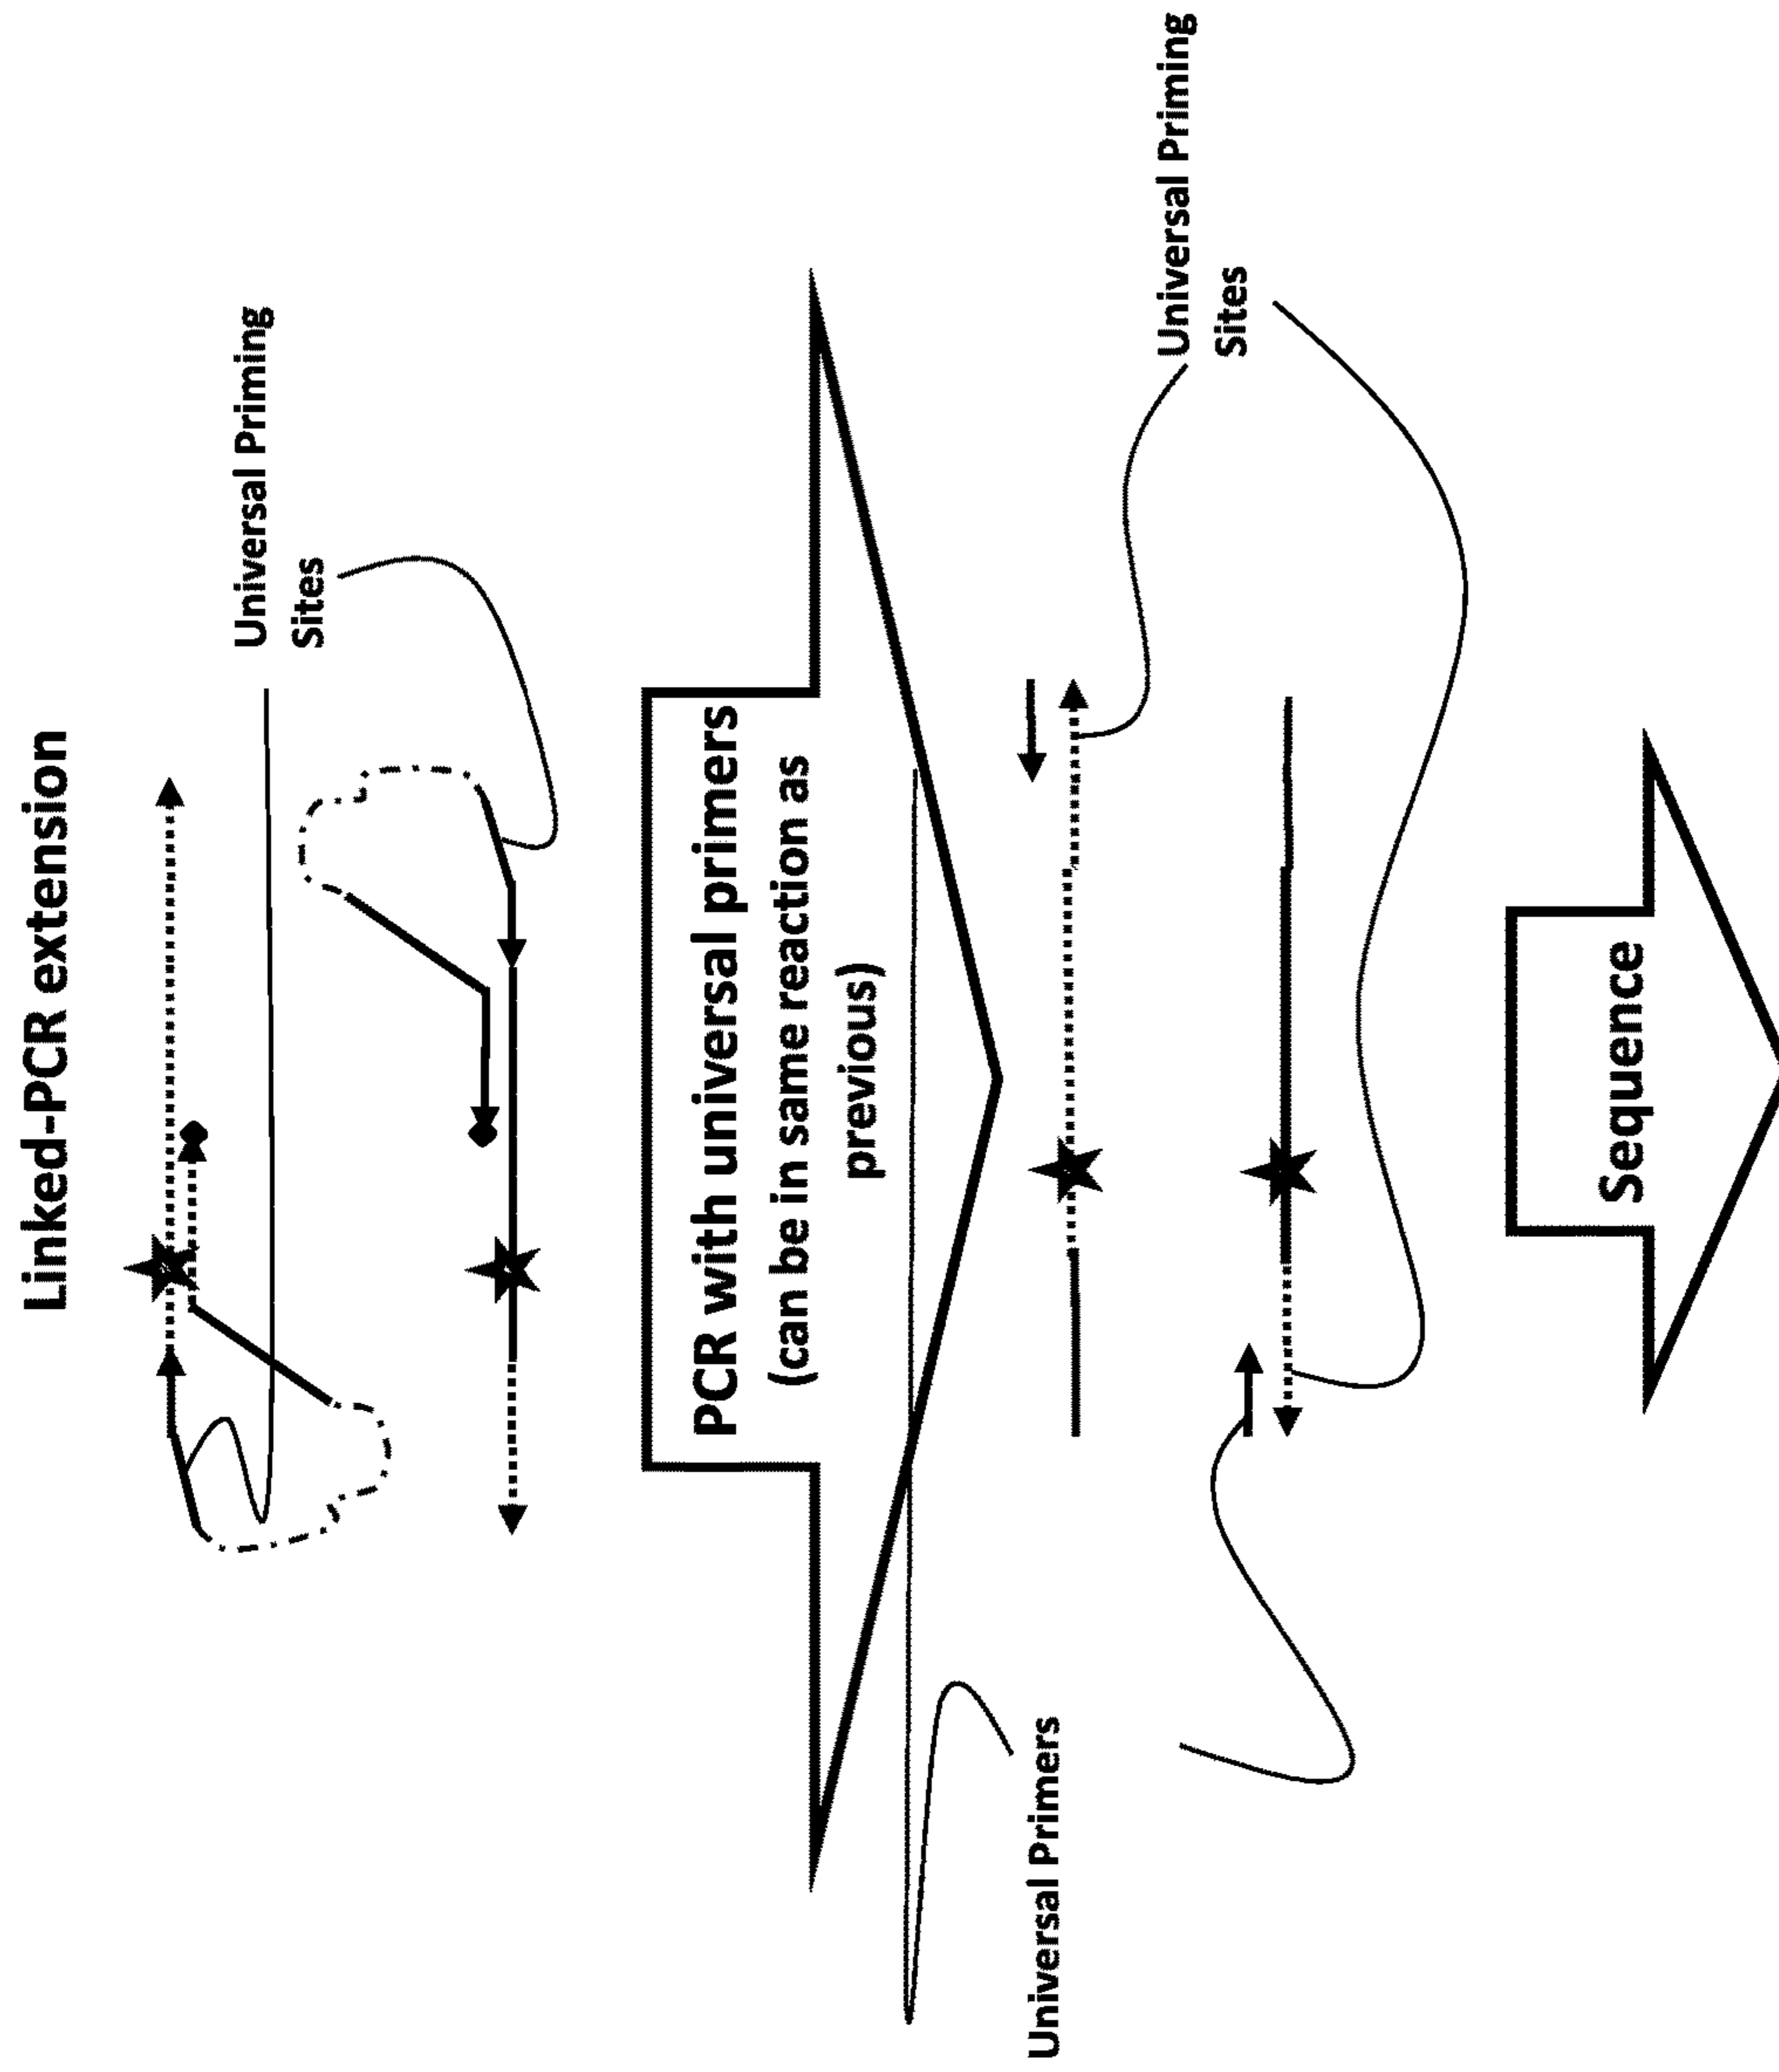 Linked-PCR extension
Universal Priming
Sites
PCR with universal primers
(can be in same reaction as
previous)
Universal Primers
Universal Priming
Sites
Sequence